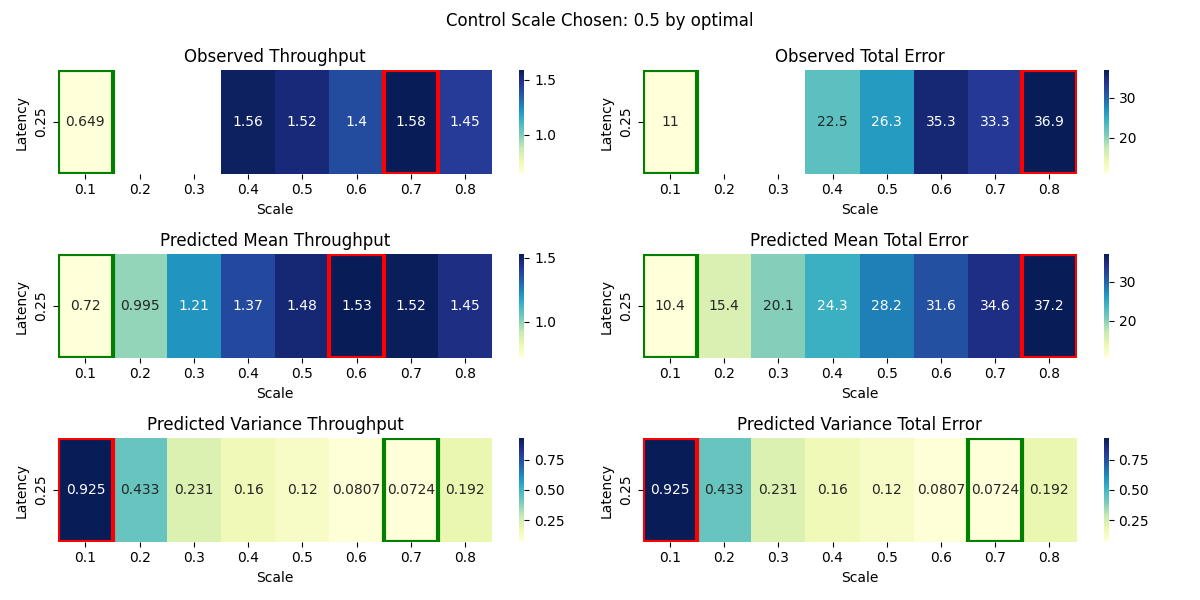 Control Scale Chosen: 0.5 by optimal
Observed Throughput
Latency
0.25
0.649 1.56 1.52 1.4 1.58 1.45
0.1 0.2 0.3 0.4 0.5 0.6 0.7 0.8
Scale
1.5
1.0
Observed Total Error
Latency
0.25
11 22.5 26.3 35.3 33.3 36.9
0.1 0.2 0.3 0.4 0.5 0.6 0.7 0.8
Scale
30
20
Predicted Mean Throughput
Latency
0.25
0.72 0.995 1.21 1.37 1.48 1.53 1.52 1.45
0.1 0.2 0.3 0.4 0.5 0.6 0.7 0.8
Scale
1.5
1.0
Predicted Mean Total Error
Latency
0.25
10.4 15.4 20.1 24.3 28.2 31.6 34.6 37.2
0.1 0.2 0.3 0.4 0.5 0.6 0.7 0.8
Scale
30
20
Predicted Variance Throughput
Latency
0.25
0.925 0.433 0.231 0.16 0.12 0.0807 0.0724 0.192
0.1 0.2 0.3 0.4 0.5 0.6 0.7 0.8
Scale
0.75
0.50
0.25
Predicted Variance Total Error
Latency
0.25
0.925 0.433 0.231 0.16 0.12 0.0807 0.0724 0.192
0.1 0.2 0.3 0.4 0.5 0.6 0.7 0.8
Scale
0.75
0.50
0.25